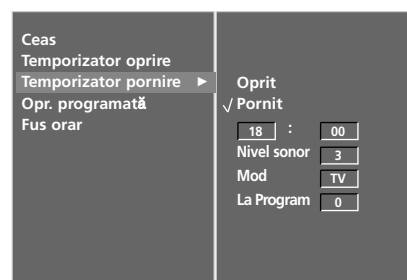 Ceas
Temporizator oprire
Temporizator pornire ►
Opr. programată
Fus orar
Oprit
√ Pornit
18 : 00
Nivel sonor 3
Mod TV
La Program 0